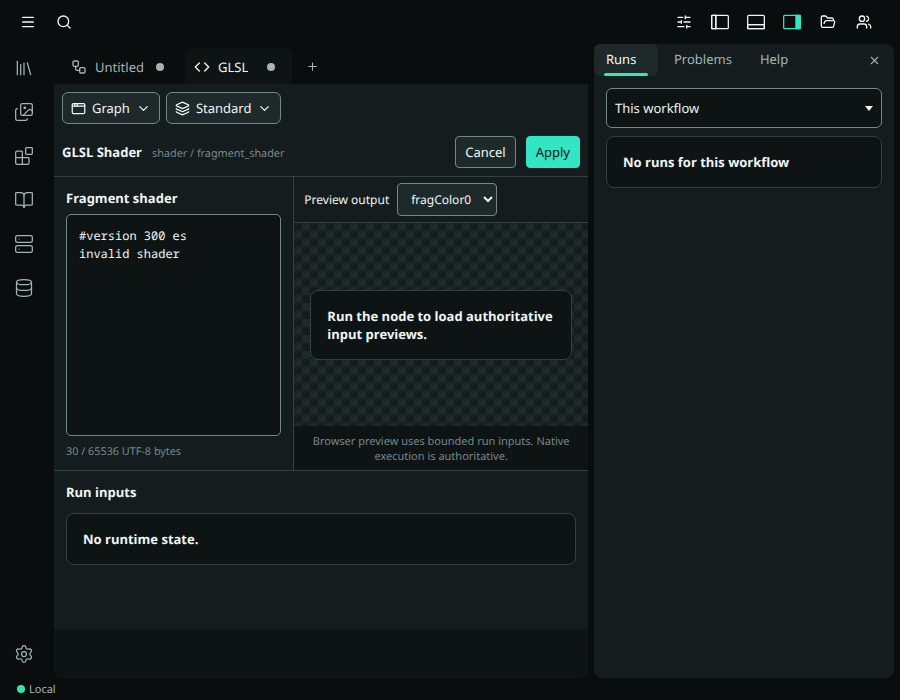 Untitled
GLSL
Runs
Problems
Help
Graph
Standard
This workflow
GLSL Shader
shader / fragment_shader
Cancel
Apply
No runs for this workflow
Fragment shader
Preview output
fragColor0
#version 300 es
invalid shader
Run the node to load authoritative
input previews.
30 / 65536 UTF-8 bytes
Browser preview uses bounded run inputs. Native
execution is authoritative.
Run inputs
No runtime state.
Local